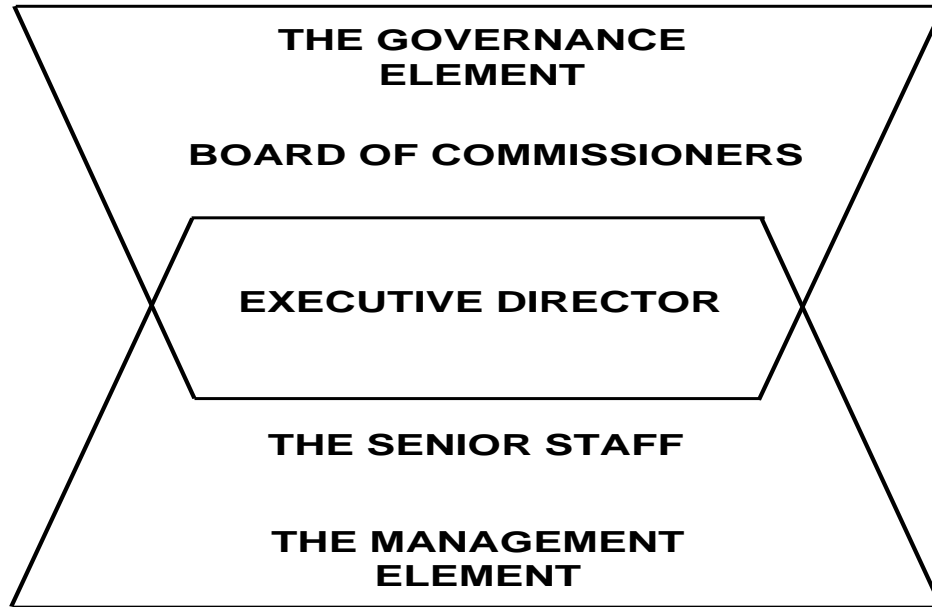 THE GOVERNANCE
ELEMENT
BOARD OF COMMISSIONERS
EXECUTIVE DIRECTOR
THE SENIOR STAFF
THE MANAGEMENT
ELEMENT